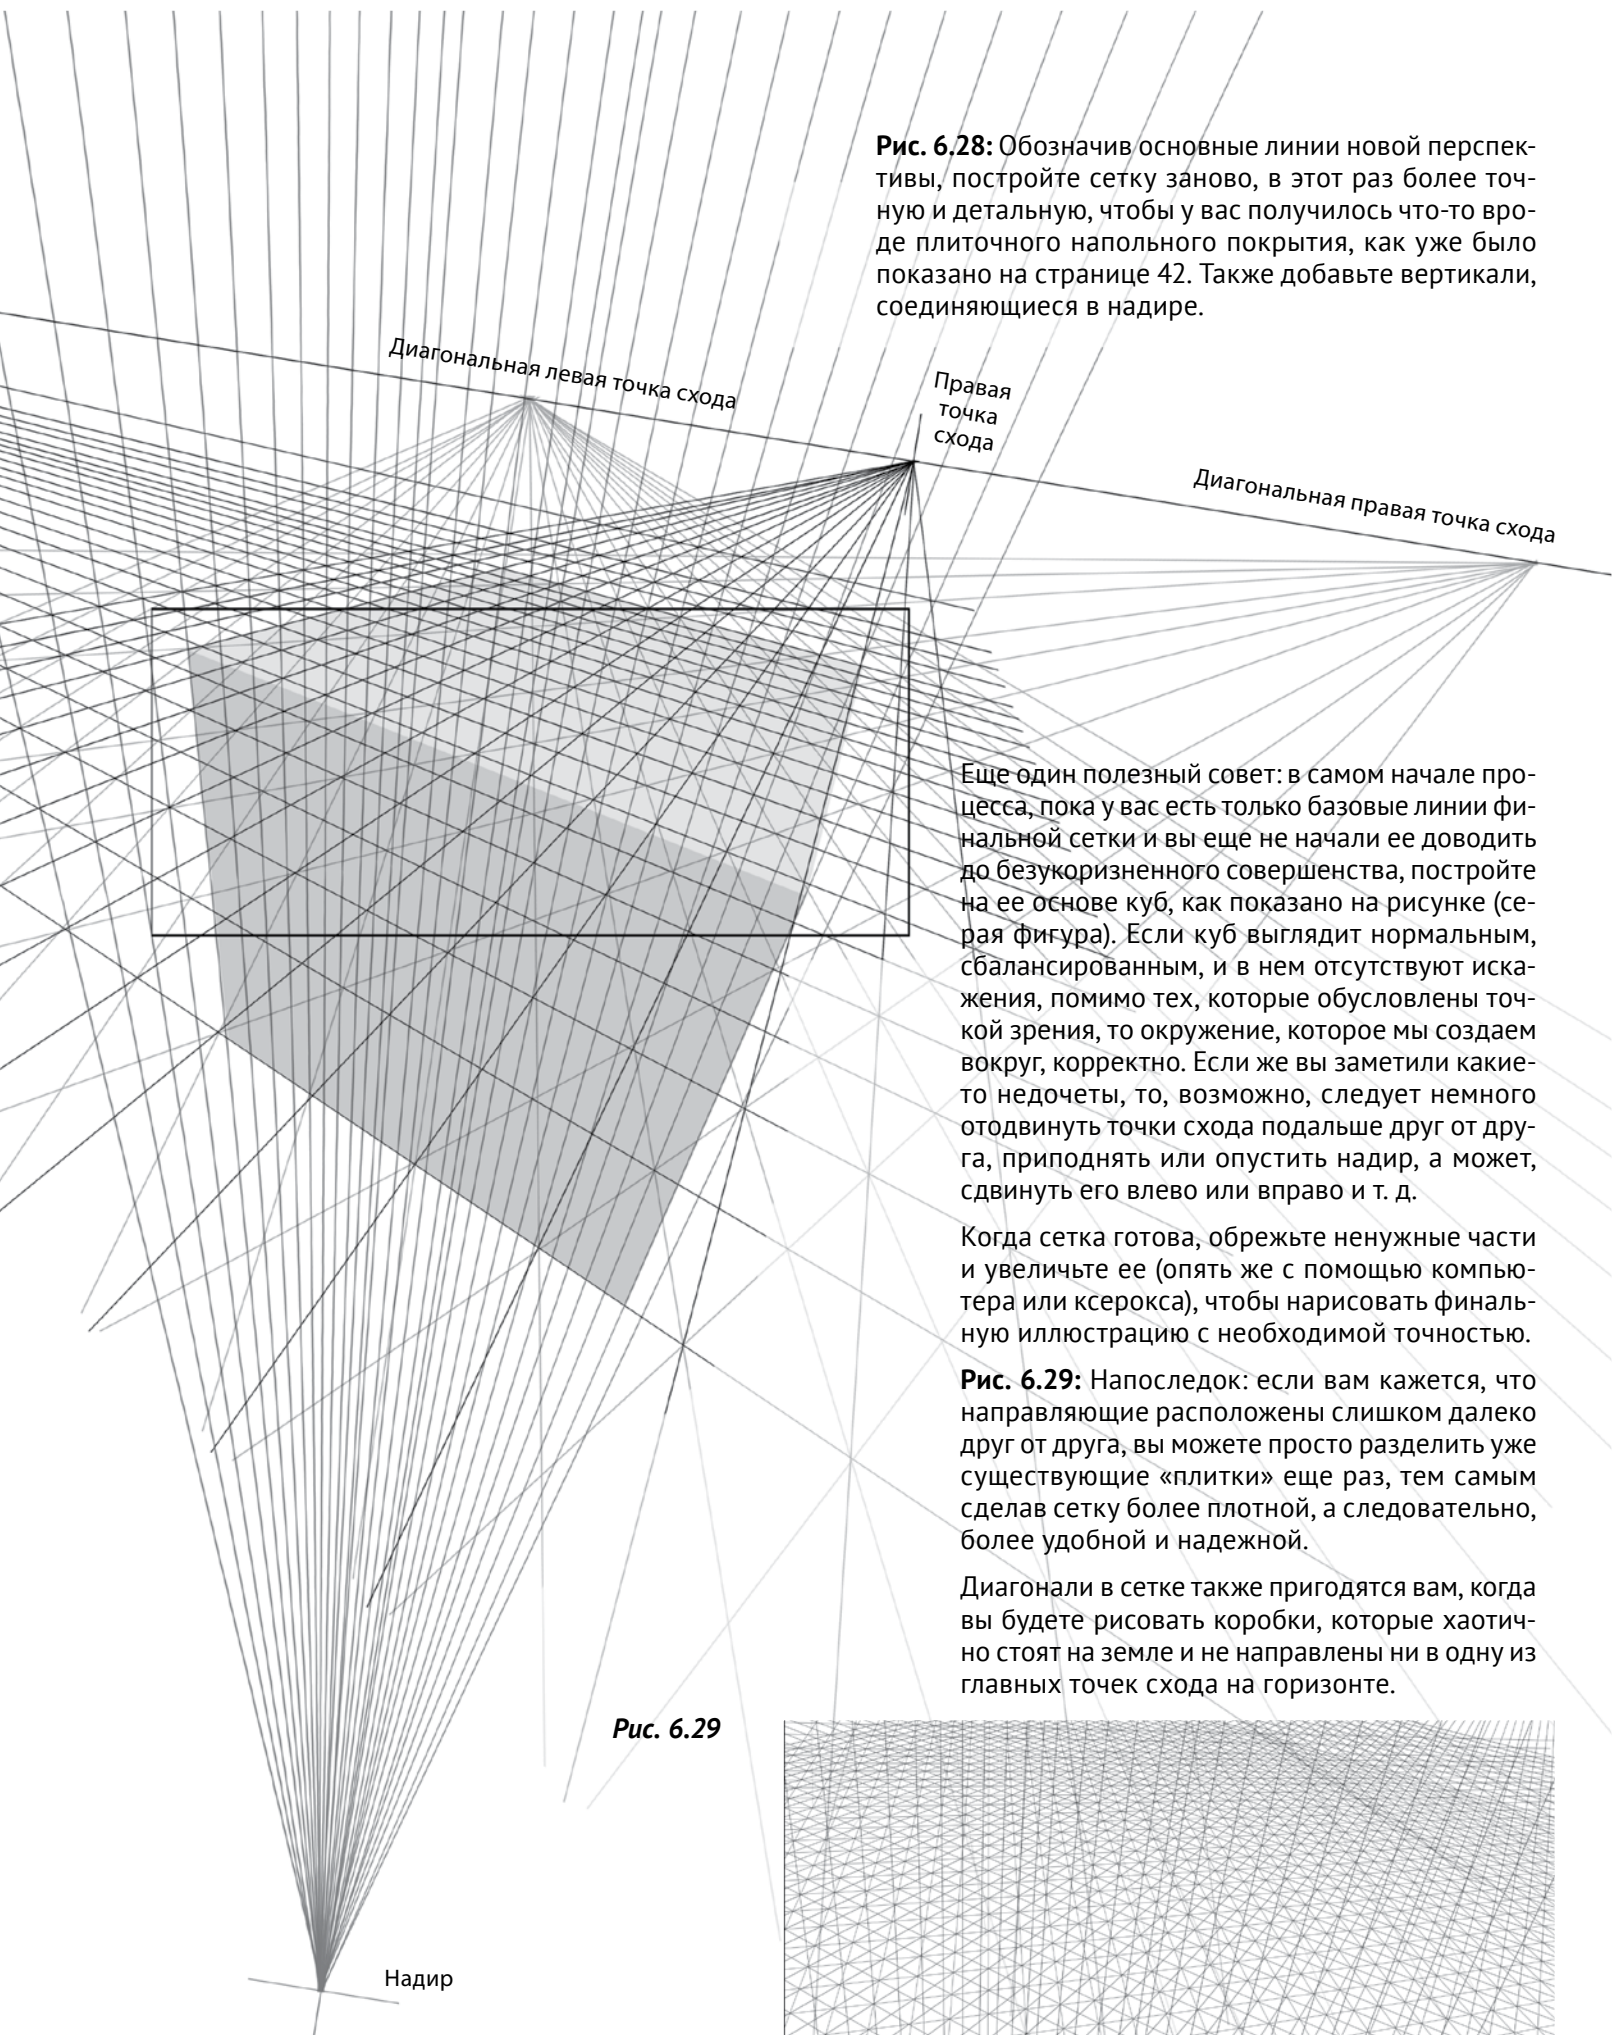 Рис. 6.28: Обозначив основные линии новой перспек-
тивы, постройте сетку заново, в этот раз более точ-
ную и детальную, чтобы у вас получилось что-то вро-
де плиточного напольного покрытия, как уже было
показано на странице 42. Также добавьте вертикали,
соединяющиеся в надире.
Диагональная левая точка схода
Правая
точка
схода
Диагональная правая точка схода
Еще один полезный совет: в самом начале про-
цесса, пока у вас есть только базовые линии фи-
нальной сетки и вы еще не начали ее доводить
до безукоризненного совершенства, постройте
на ее основе куб, как показано на рисунке (се-
рая фигура). Если куб выглядит нормальным,
сбалансированным, и в нем отсутствуют иска-
жения, помимо тех, которые обусловлены точ-
кой зрения, то окружение, которое мы создаем
вокруг, корректно. Если же вы заметили какие-
то недочеты, то, возможно, следует немного
отодвинуть точки схода подальше друг от дру-
га, приподнять или опустить надир, а может,
сдвинуть его влево или вправо и т. д.
Когда сетка готова, обрежьте ненужные части
и увеличьте ее (опять же с помощью компью-
тера или ксерокса), чтобы нарисовать финаль-
ную иллюстрацию с необходимой точностью.
Рис. 6.29: Напоследок: если вам кажется, что
направляющие расположены слишком далеко
друг от друга, вы можете просто разделить уже
существующие «плитки» еще раз, тем самым
сделав сетку более плотной, а следовательно,
более удобной и надежной.
Диагонали в сетке также пригодятся вам, когда
вы будете рисовать коробки, которые хаотич-
но стоят на земле и не направлены ни в одну из
главных точек схода на горизонте.
Рис. 6.29
Надир